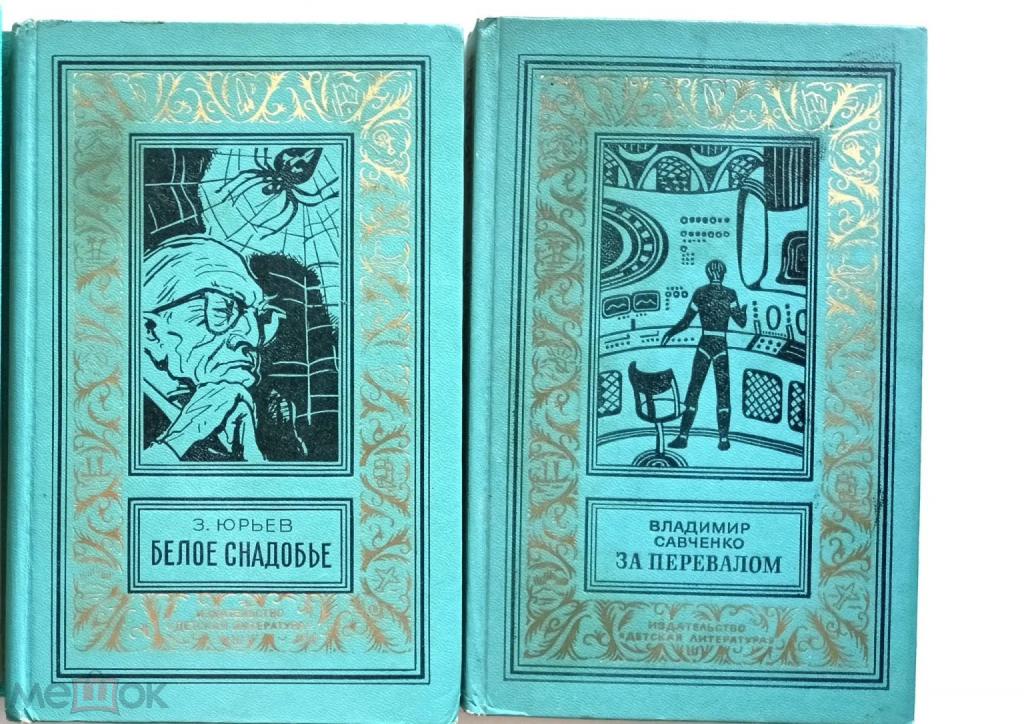 З. ЮРЬЕВ
БЕЛОЕ СНАДОБЬЕ
ИЗДАТЕЛЬСТВО
ДЕТСКАЯ ЛИТЕРАТУРА
ВЛАДИМИР
САВЧЕНКО
ЗА ПЕРЕВАЛОМ
ИЗДАТЕЛЬСТВО
«ДЕТСКАЯ ЛИТЕРАТУРА»
мешок